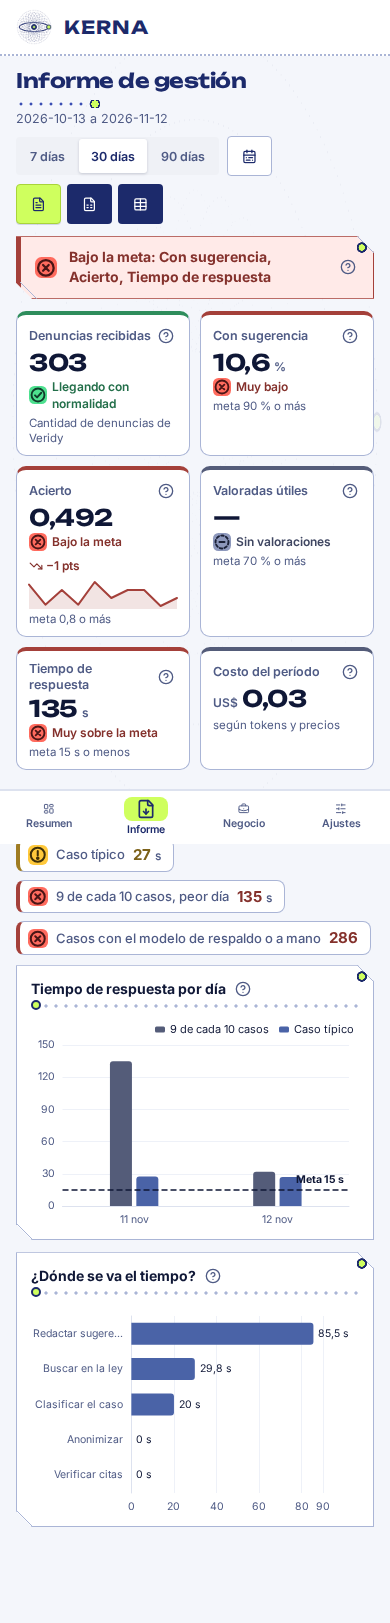 KERNA
Informe de gestión
2026-10-13 a 2026-11-12
7 días 30 días 90 días
Bajo la meta: Con sugerencia,
Acierto, Tiempo de respuesta
Denuncias recibidas
303
Llegando con
normalidad
Cantidad de denuncias de
Veridy
Con sugerencia
10,6 %
Muy bajo
meta 90 % o más
Acierto
0,492
Bajo la meta
−1 pts
meta 0,8 o más
Valoradas útiles
—
Sin valoraciones
meta 70 % o más
Tiempo de
respuesta
135 s
Muy sobre la meta
meta 15 s o menos
Costo del período
US$ 0,03
según tokens y precios
Resumen Informe Negocio Ajustes
Caso típico 27 s
9 de cada 10 casos, peor día 135 s
Casos con el modelo de respaldo o a mano 286
Tiempo de respuesta por día
9 de cada 10 casos Caso típico
150
120
90
60
30
0
Meta 15 s
11 nov 12 nov
¿Dónde se va el tiempo?
Redactar sugere... 85,5 s
Buscar en la ley 29,8 s
Clasificar el caso 20 s
Anonimizar 0 s
Verificar citas 0 s
0 20 40 60 80 90